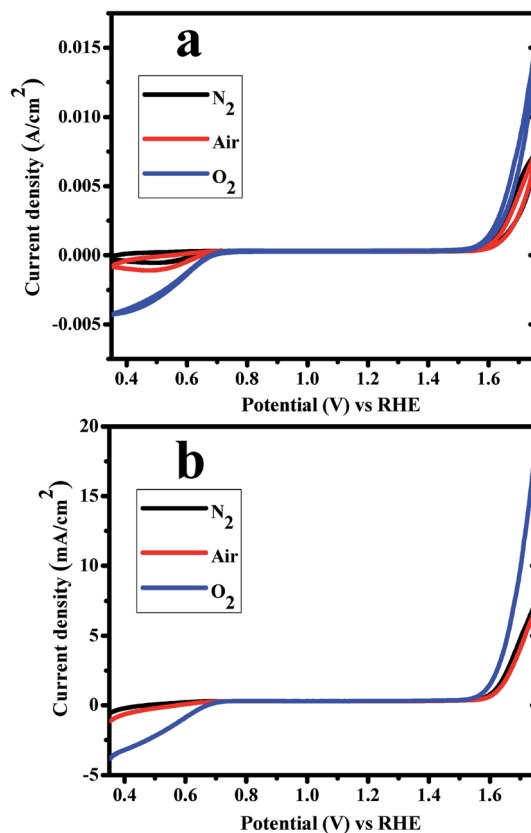 a
N2
Air
O2
Current density (A/cm2)
0.015
0.010
0.005
0.000
-0.005
0.4 0.6 0.8 1.0 1.2 1.4 1.6
Potential (V) vs RHE
b
N2
Air
O2
Current density (mA/cm2)
20
15
10
5
0
-5
0.4 0.6 0.8 1.0 1.2 1.4 1.6
Potential (V) vs RHE